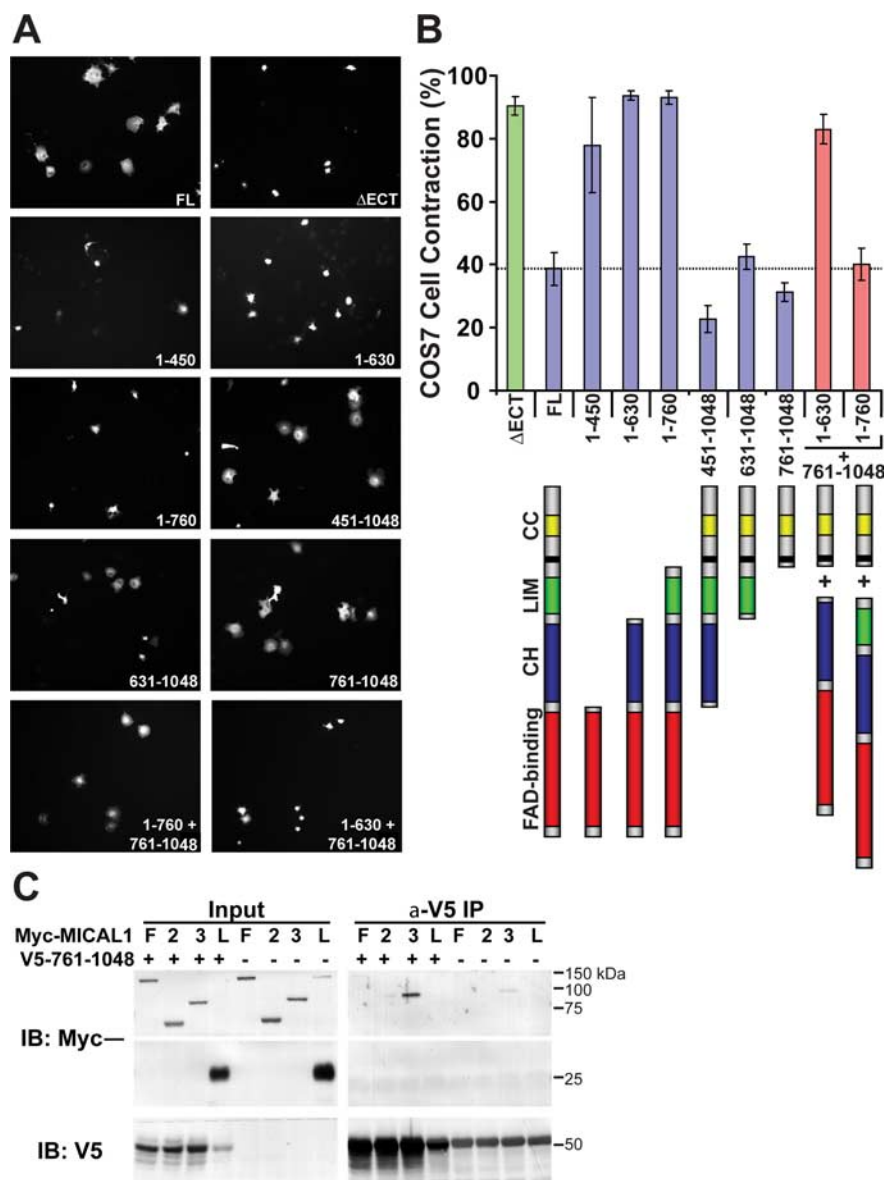 A
FL
ΔECT
1-450
1-630
1-760
451-1048
631-1048
761-1048
1-760 +
761-1048
1-630 +
761-1048
B
COS7 Cell Contraction (%)
100
80
60
40
20
0
ΔECT
FL
1-450
1-630
1-760
451-1048
631-1048
761-1048
1-630
1-760
+
761-1048
CC
LIM
CH
FAD-binding
+ +
C
Input
a-V5 IP
Myc-MICAL1 F 2 3 L F 2 3 L F 2 3 L F 2 3 L
V5-761-1048 + + + + - - - - + + + + - - - -
IB: Myc
150 kDa
100
75
25
IB: V5
50